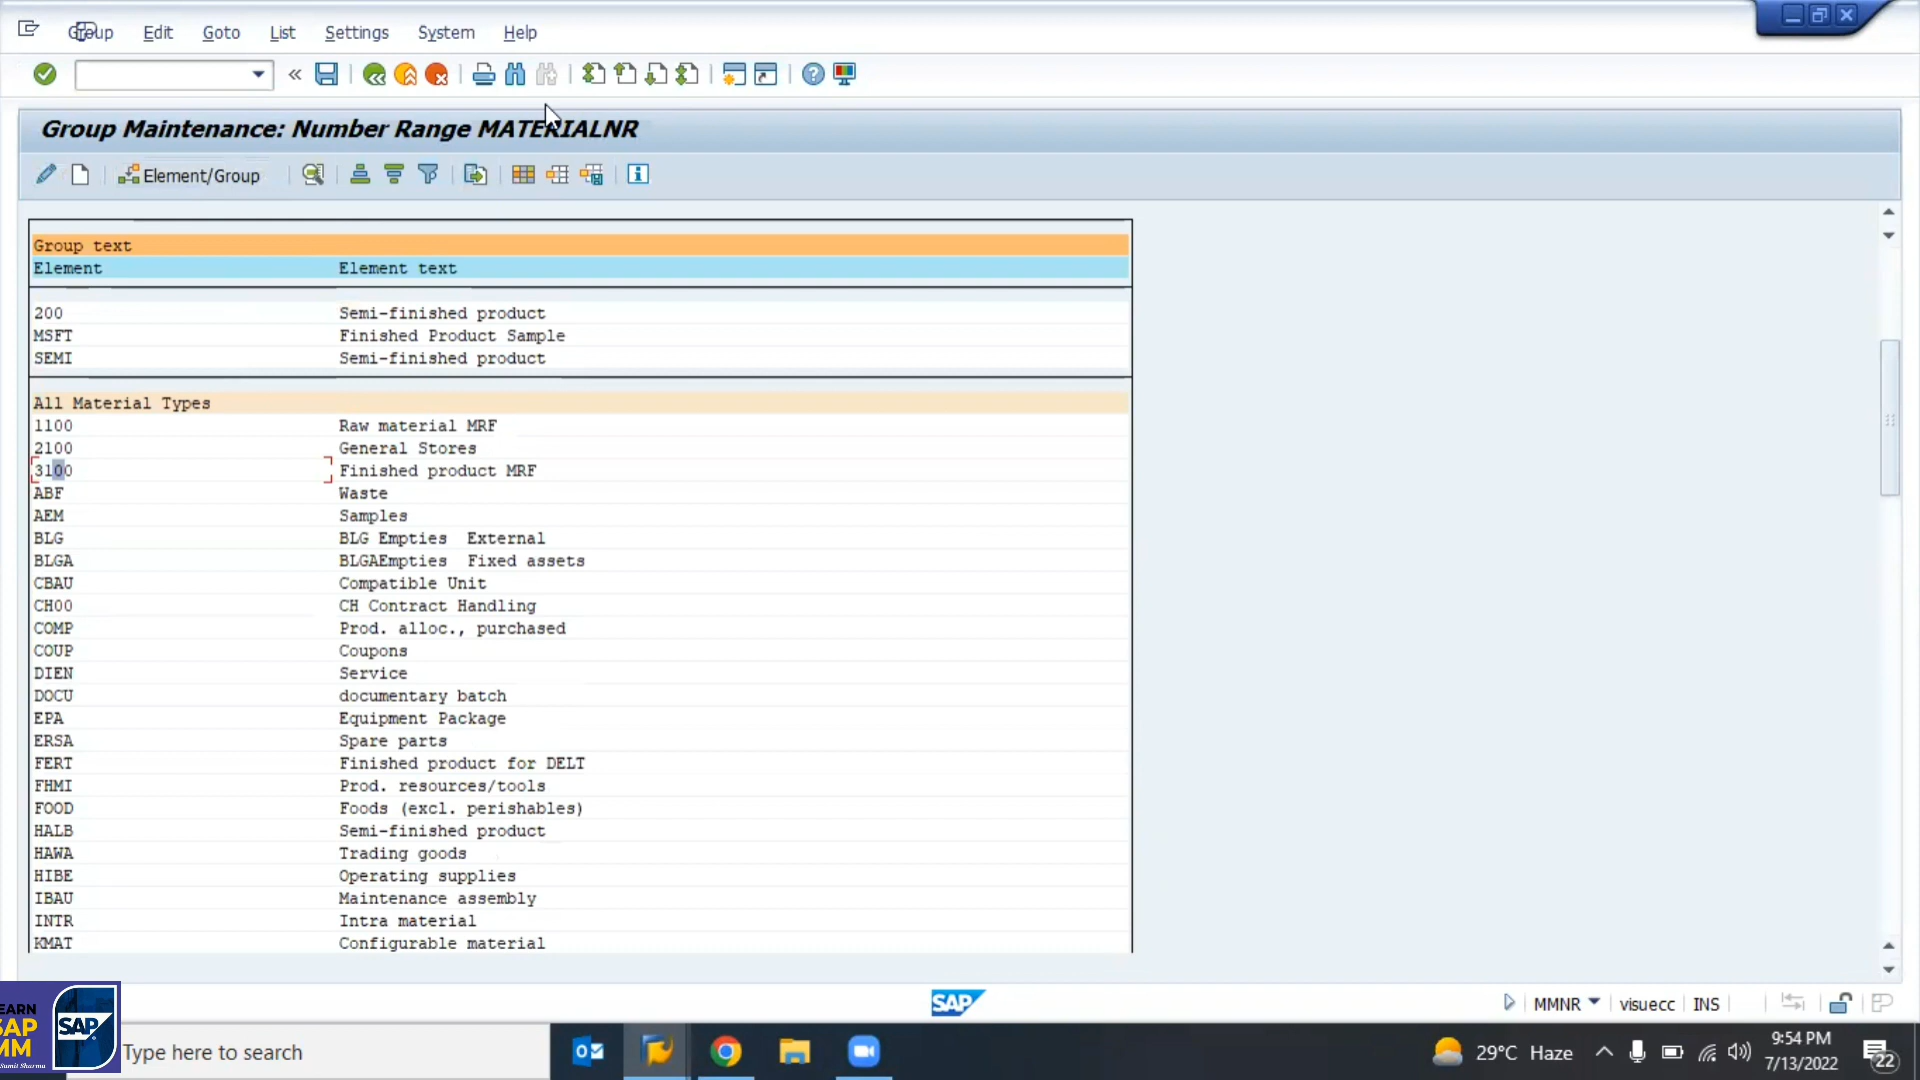 Group Edit Goto List Settings System Help
Group Maintenance: Number Range MATERIALNR
Element/Group
Group text
Element Element text
200 Semi-finished product
MSFT Finished Product Sample
SEMI Semi-finished product
All Material Types
1100 Raw material MRF
2100 General Stores
3100 Finished product MRF
ABF Waste
AEM Samples
BLG BLG Empties External
BLGA BLGAEmpties Fixed assets
CBAU Compatible Unit
CH00 CH Contract Handling
COMP Prod. alloc., purchased
COUP Coupons
DIEN Service
DOCU documentary batch
EPA Equipment Package
ERSA Spare parts
FERT Finished product for DELT
FHMI Prod. resources/tools
FOOD Foods (excl. perishables)
HALB Semi-finished product
HAWA Trading goods
HIBE Operating supplies
IBAU Maintenance assembly
INTR Intra material
KMAT Configurable material
SAP
MMNR visuecc INS
EARN
SAP
MM
Sumit Sharma
SAP
Type here to search
29°C Haze
9:54 PM
7/13/2022
22